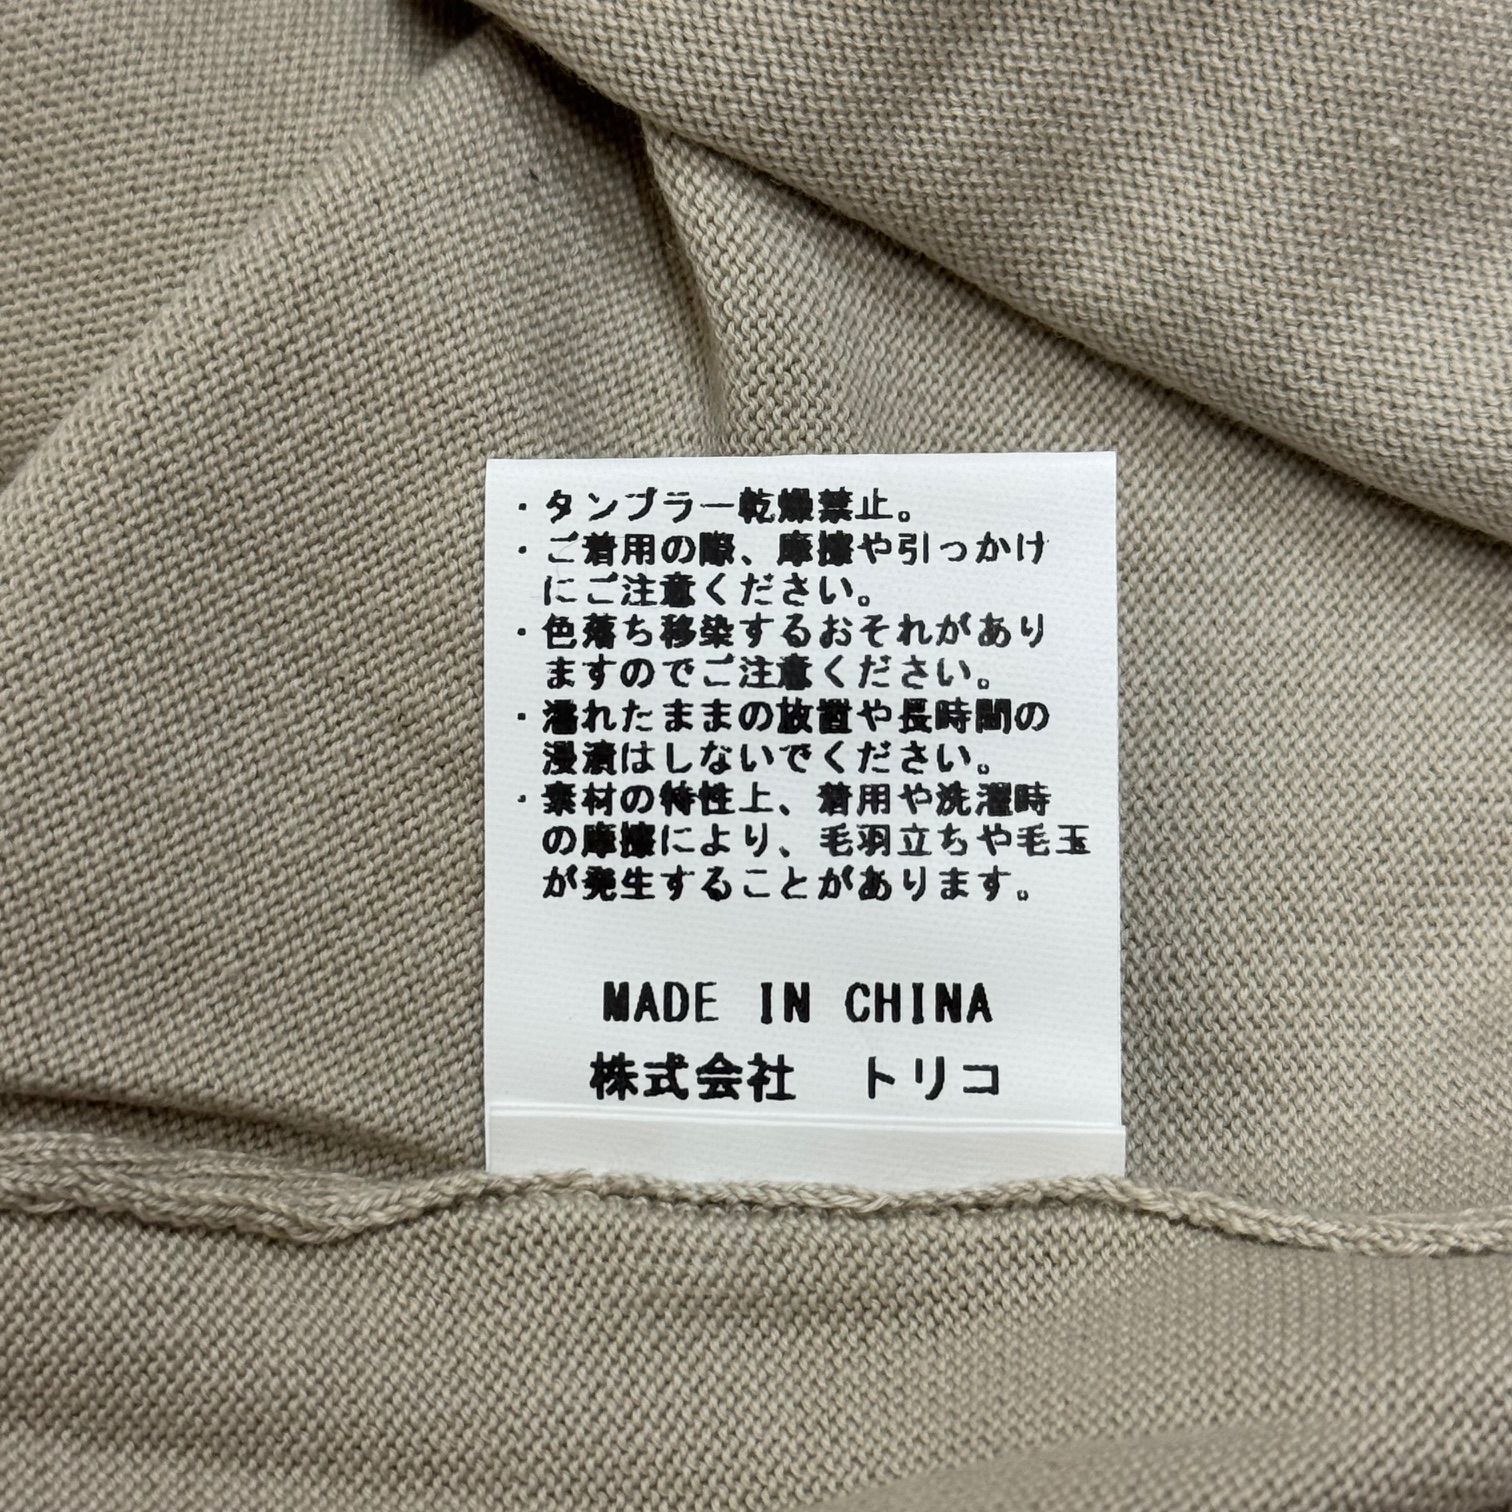 ・タンブラー乾燥禁止。
・ご着用の際、摩擦や引っかけ
にご注意ください。
・色落ち移染するおそれがあり
ますのでご注意ください。
・濡れたままの放置や長時間の
浸漬はしないでください。
・素材の特性上、着用や洗濯時
の摩擦により、毛羽立ちや毛玉
が発生することがあります。
MADE IN CHINA
株式会社　トリコ